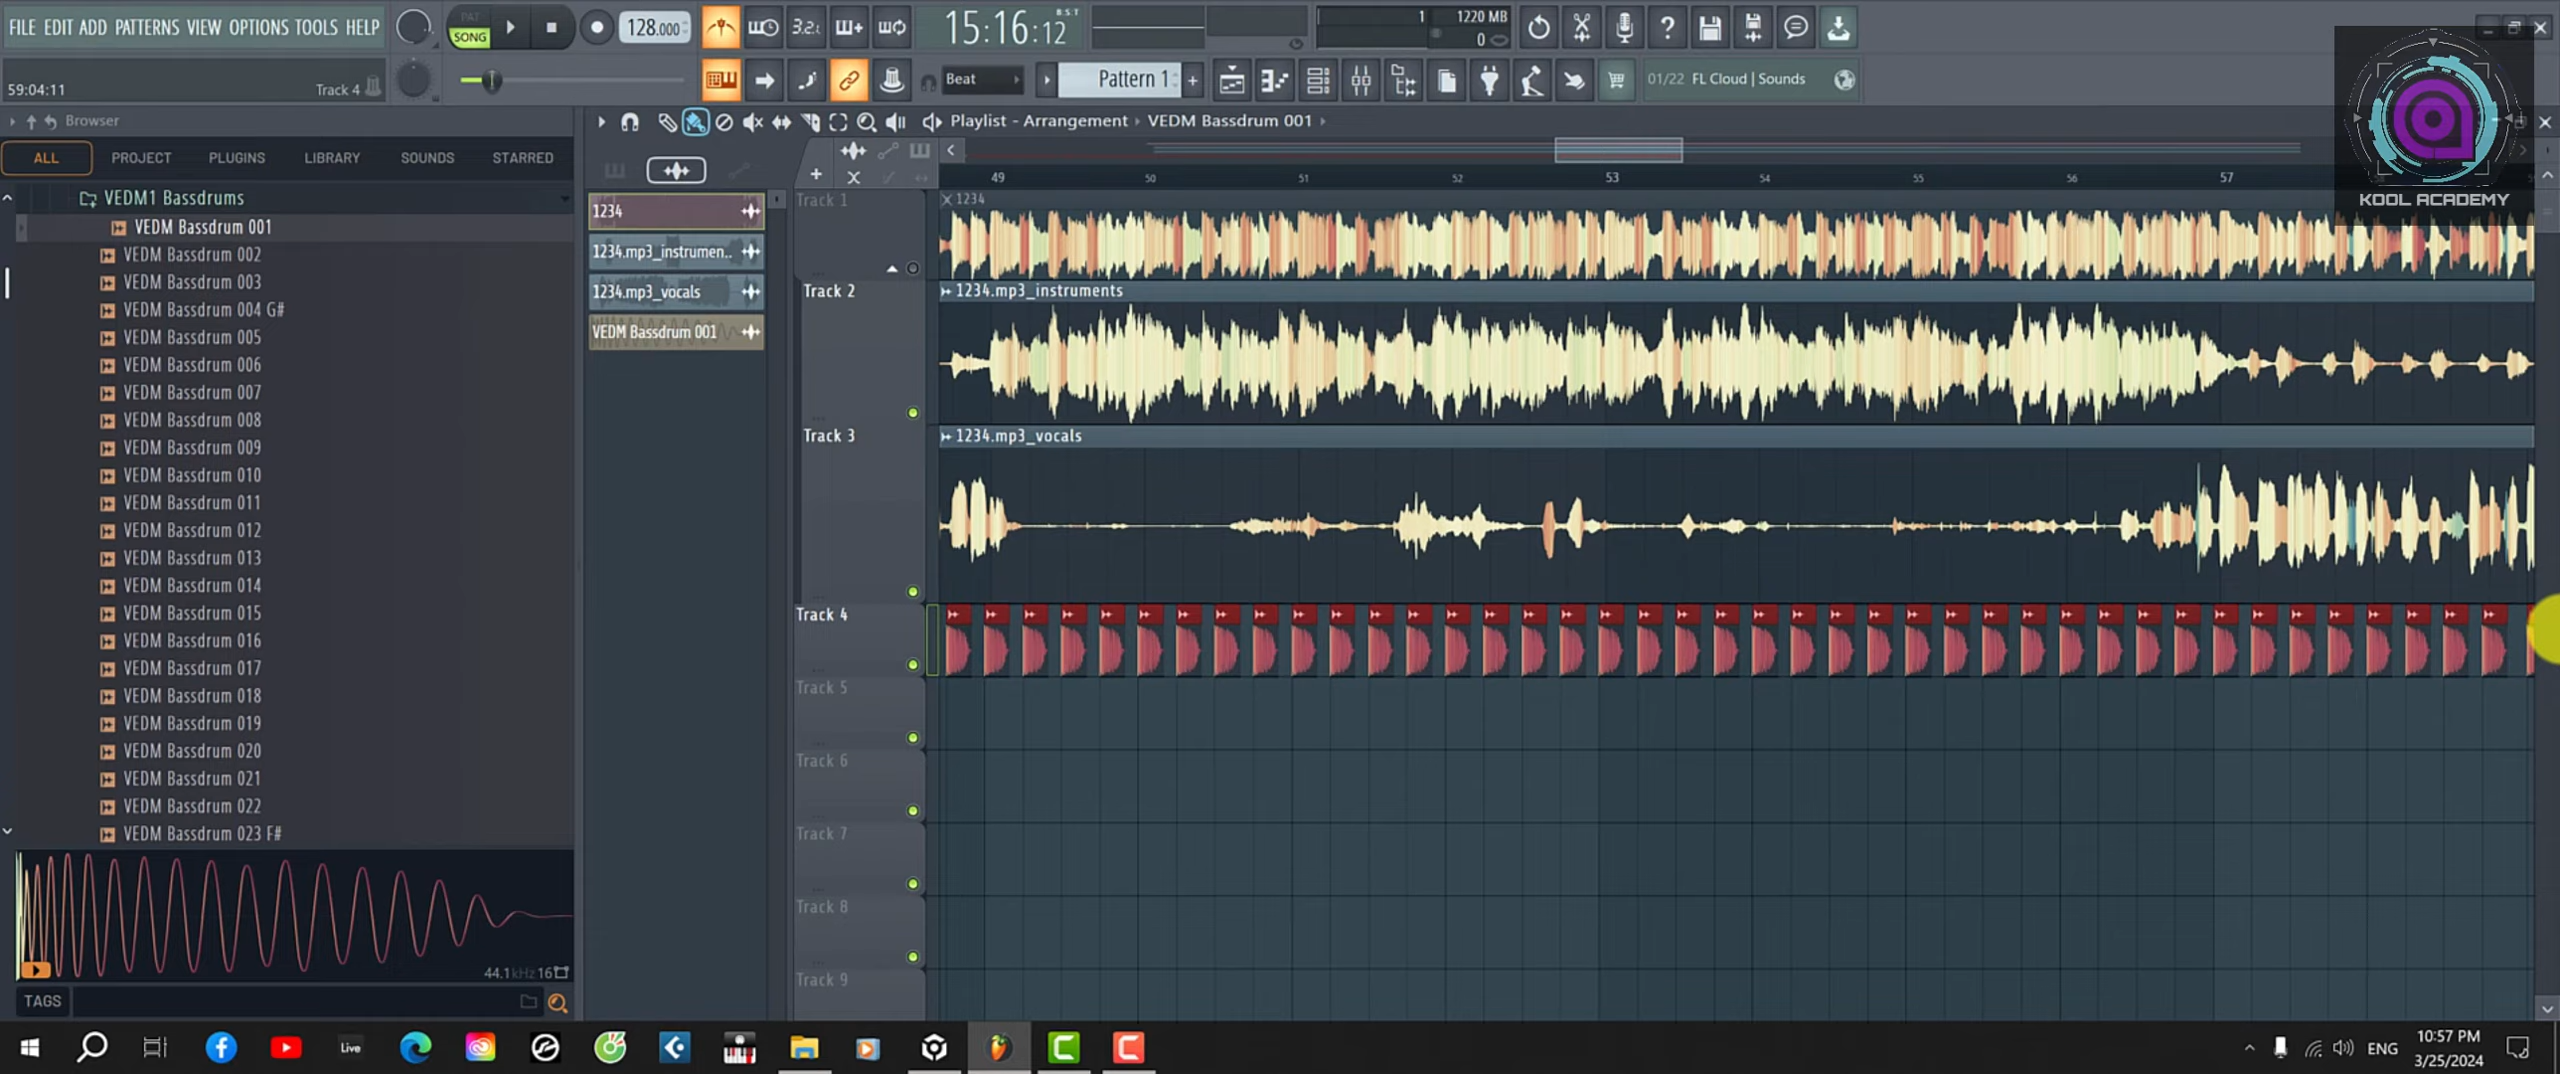 FILE EDIT ADD PATTERNS VIEW OPTIONS TOOLS HELP
PAT
SONG
128.000
3.2.
15:16:12
B:S:T
1
1220 MB
0
59:04:11
Track 4
Beat
Pattern 1
01/22 FL Cloud | Sounds
KOOL ACADEMY
Browser
ALL
PROJECT
PLUGINS
LIBRARY
SOUNDS
STARRED
VEDM1 Bassdrums
VEDM Bassdrum 001
VEDM Bassdrum 002
VEDM Bassdrum 003
VEDM Bassdrum 004 G#
VEDM Bassdrum 005
VEDM Bassdrum 006
VEDM Bassdrum 007
VEDM Bassdrum 008
VEDM Bassdrum 009
VEDM Bassdrum 010
VEDM Bassdrum 011
VEDM Bassdrum 012
VEDM Bassdrum 013
VEDM Bassdrum 014
VEDM Bassdrum 015
VEDM Bassdrum 016
VEDM Bassdrum 017
VEDM Bassdrum 018
VEDM Bassdrum 019
VEDM Bassdrum 020
VEDM Bassdrum 021
VEDM Bassdrum 022
VEDM Bassdrum 023 F#
44.1kHz 16
TAGS
1234
1234.mp3_instrumen..
1234.mp3_vocals
VEDM Bassdrum 001
Playlist - Arrangement › VEDM Bassdrum 001 ›
49 50 51 52 53 54 55 56 57
Track 1
1234
Track 2
1234.mp3_instruments
Track 3
1234.mp3_vocals
Track 4
Track 5
Track 6
Track 7
Track 8
Track 9
Live
ENG
10:57 PM
3/25/2024